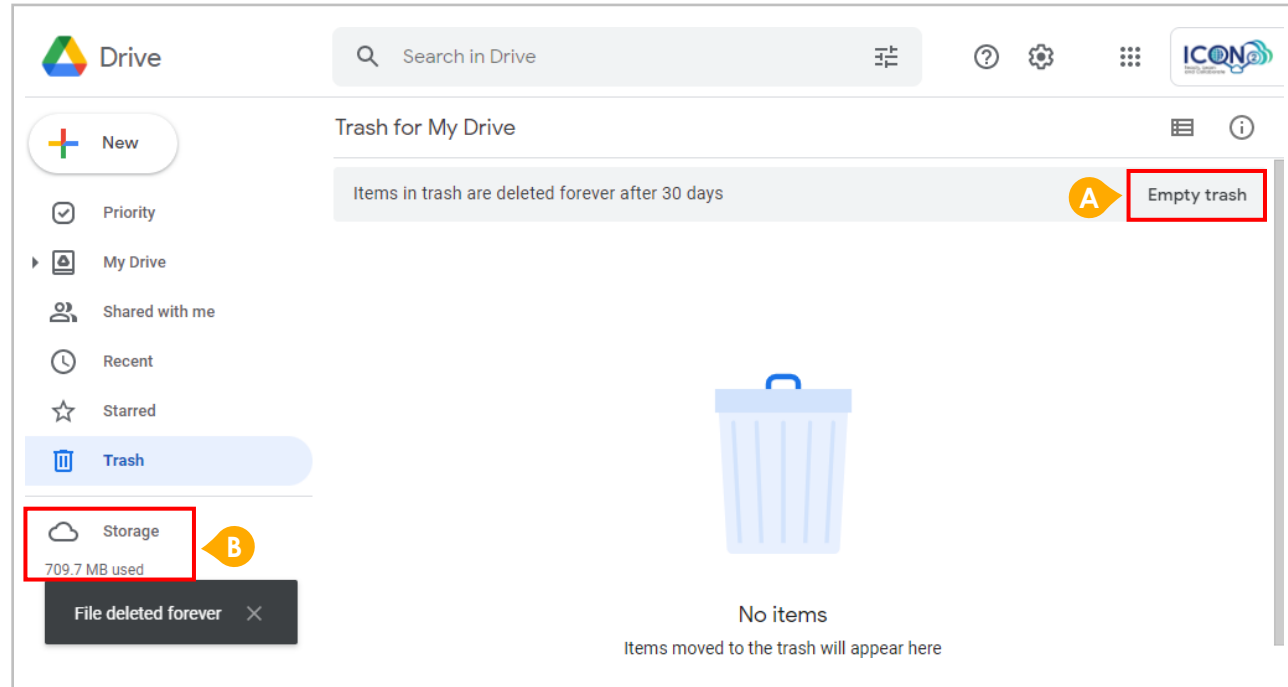 Drive
Search in Drive
ICON2
New
Trash for My Drive
Items in trash are deleted forever after 30 days
A
Empty trash
Priority
My Drive
Shared with me
Recent
Starred
Trash
Storage
B
709.7 MB used
File deleted forever
No items
Items moved to the trash will appear here